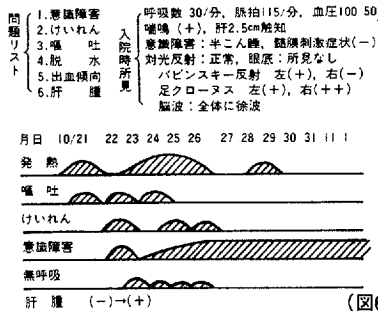 問題リスト
1.意識障害
2.けいれん
3.嘔吐
4.脱水
5.出血傾向
6.肝腫
入院時所見
呼吸数 30/分, 脈拍115/分, 血圧100 50
喘鳴 (+), 肝2.5cm触知
意識障害:半こん睡, 髄膜刺激症状(-)
対光反射:正常, 眼底:所見なし
バビンスキー反射 左(+), 右(-)
足クローヌス 左(+), 右(++)
脳波:全体に徐波
月日 10/21 22 23 24 25 26 27 28 29 30 31 1
発熱
嘔吐
けいれん
意識障害
無呼吸
肝腫 (-)→(+)
(図